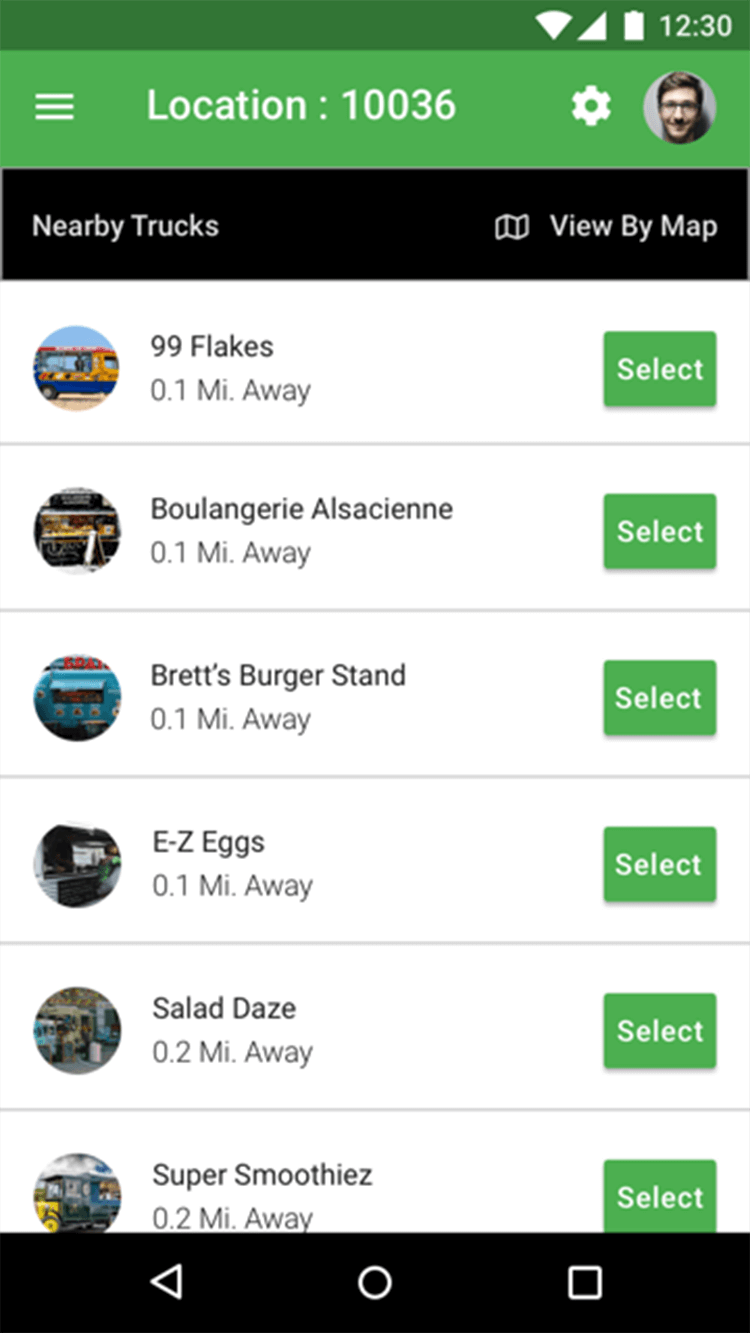 12:30
Location : 10036
Nearby Trucks
View By Map
99 Flakes
0.1 Mi. Away
Select
Boulangerie Alsacienne
0.1 Mi. Away
Select
Brett’s Burger Stand
0.1 Mi. Away
Select
E-Z Eggs
0.1 Mi. Away
Select
Salad Daze
0.2 Mi. Away
Select
Super Smoothiez
0.2 Mi. Away
Select